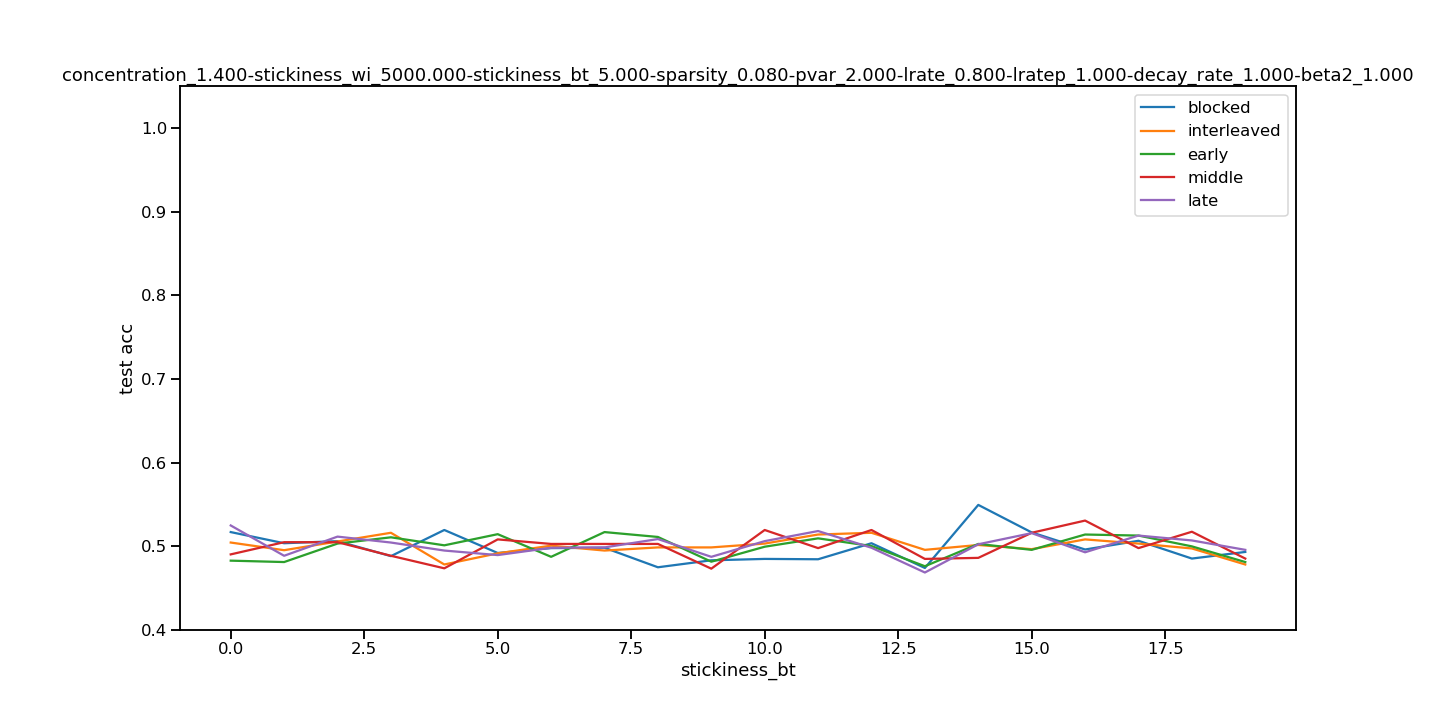 concentration_1.400-stickiness_wi_5000.000-stickiness_bt_5.000-sparsity_0.080-pvar_2.000-lrate_0.800-lratep_1.000-decay_rate_1.000-beta2_1.000
blocked
interleaved
early
middle
late
1.0
0.9
0.8
0.7
0.6
0.5
0.4
test acc
0.0 2.5 5.0 7.5 10.0 12.5 15.0 17.5
stickiness_bt